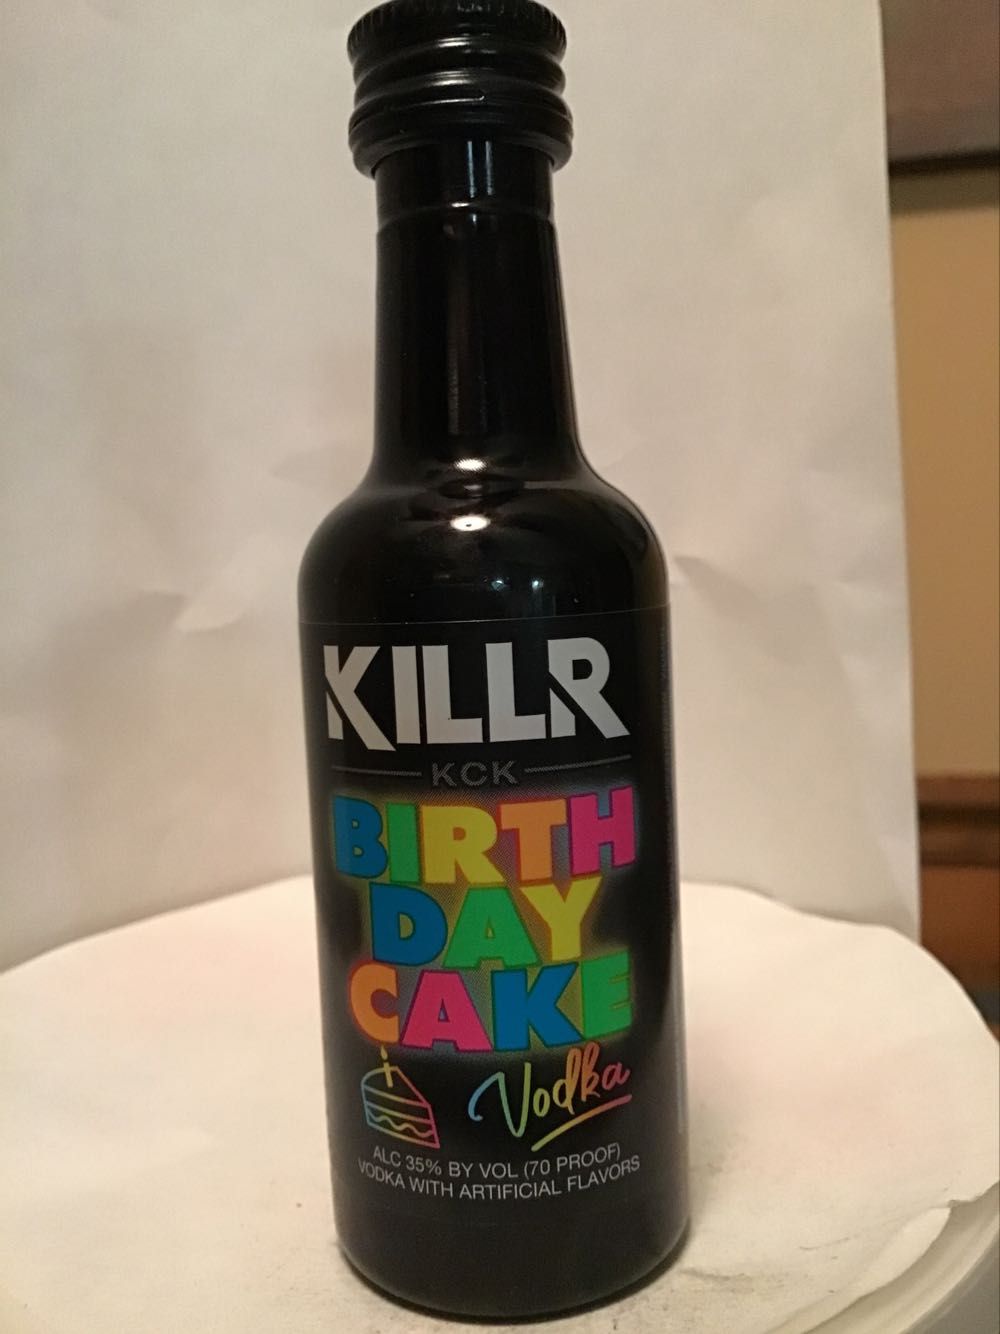 KILLR
KCK
BIRTH
DAY
CAKE
Vodka
ALC 35% BY VOL (70 PROOF)
VODKA WITH ARTIFICIAL FLAVORS